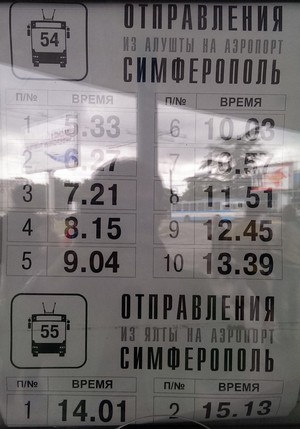 54
ОТПРАВЛЕНИЯ
ИЗ АЛУШТЫ НА АЭРОПОРТ
СИМФЕРОПОЛЬ
П/№ ВРЕМЯ П/№ ВРЕМЯ
1 5.33 6 10.03
2 6.27 7
3 7.21 8 11.51
4 8.15 9 12.45
5 9.04 10 13.39
55
ОТПРАВЛЕНИЯ
ИЗ ЯЛТЫ НА АЭРОПОРТ
СИМФЕРОПОЛЬ
П/№ ВРЕМЯ П/№ ВРЕМЯ
1 14.01 2 15.13